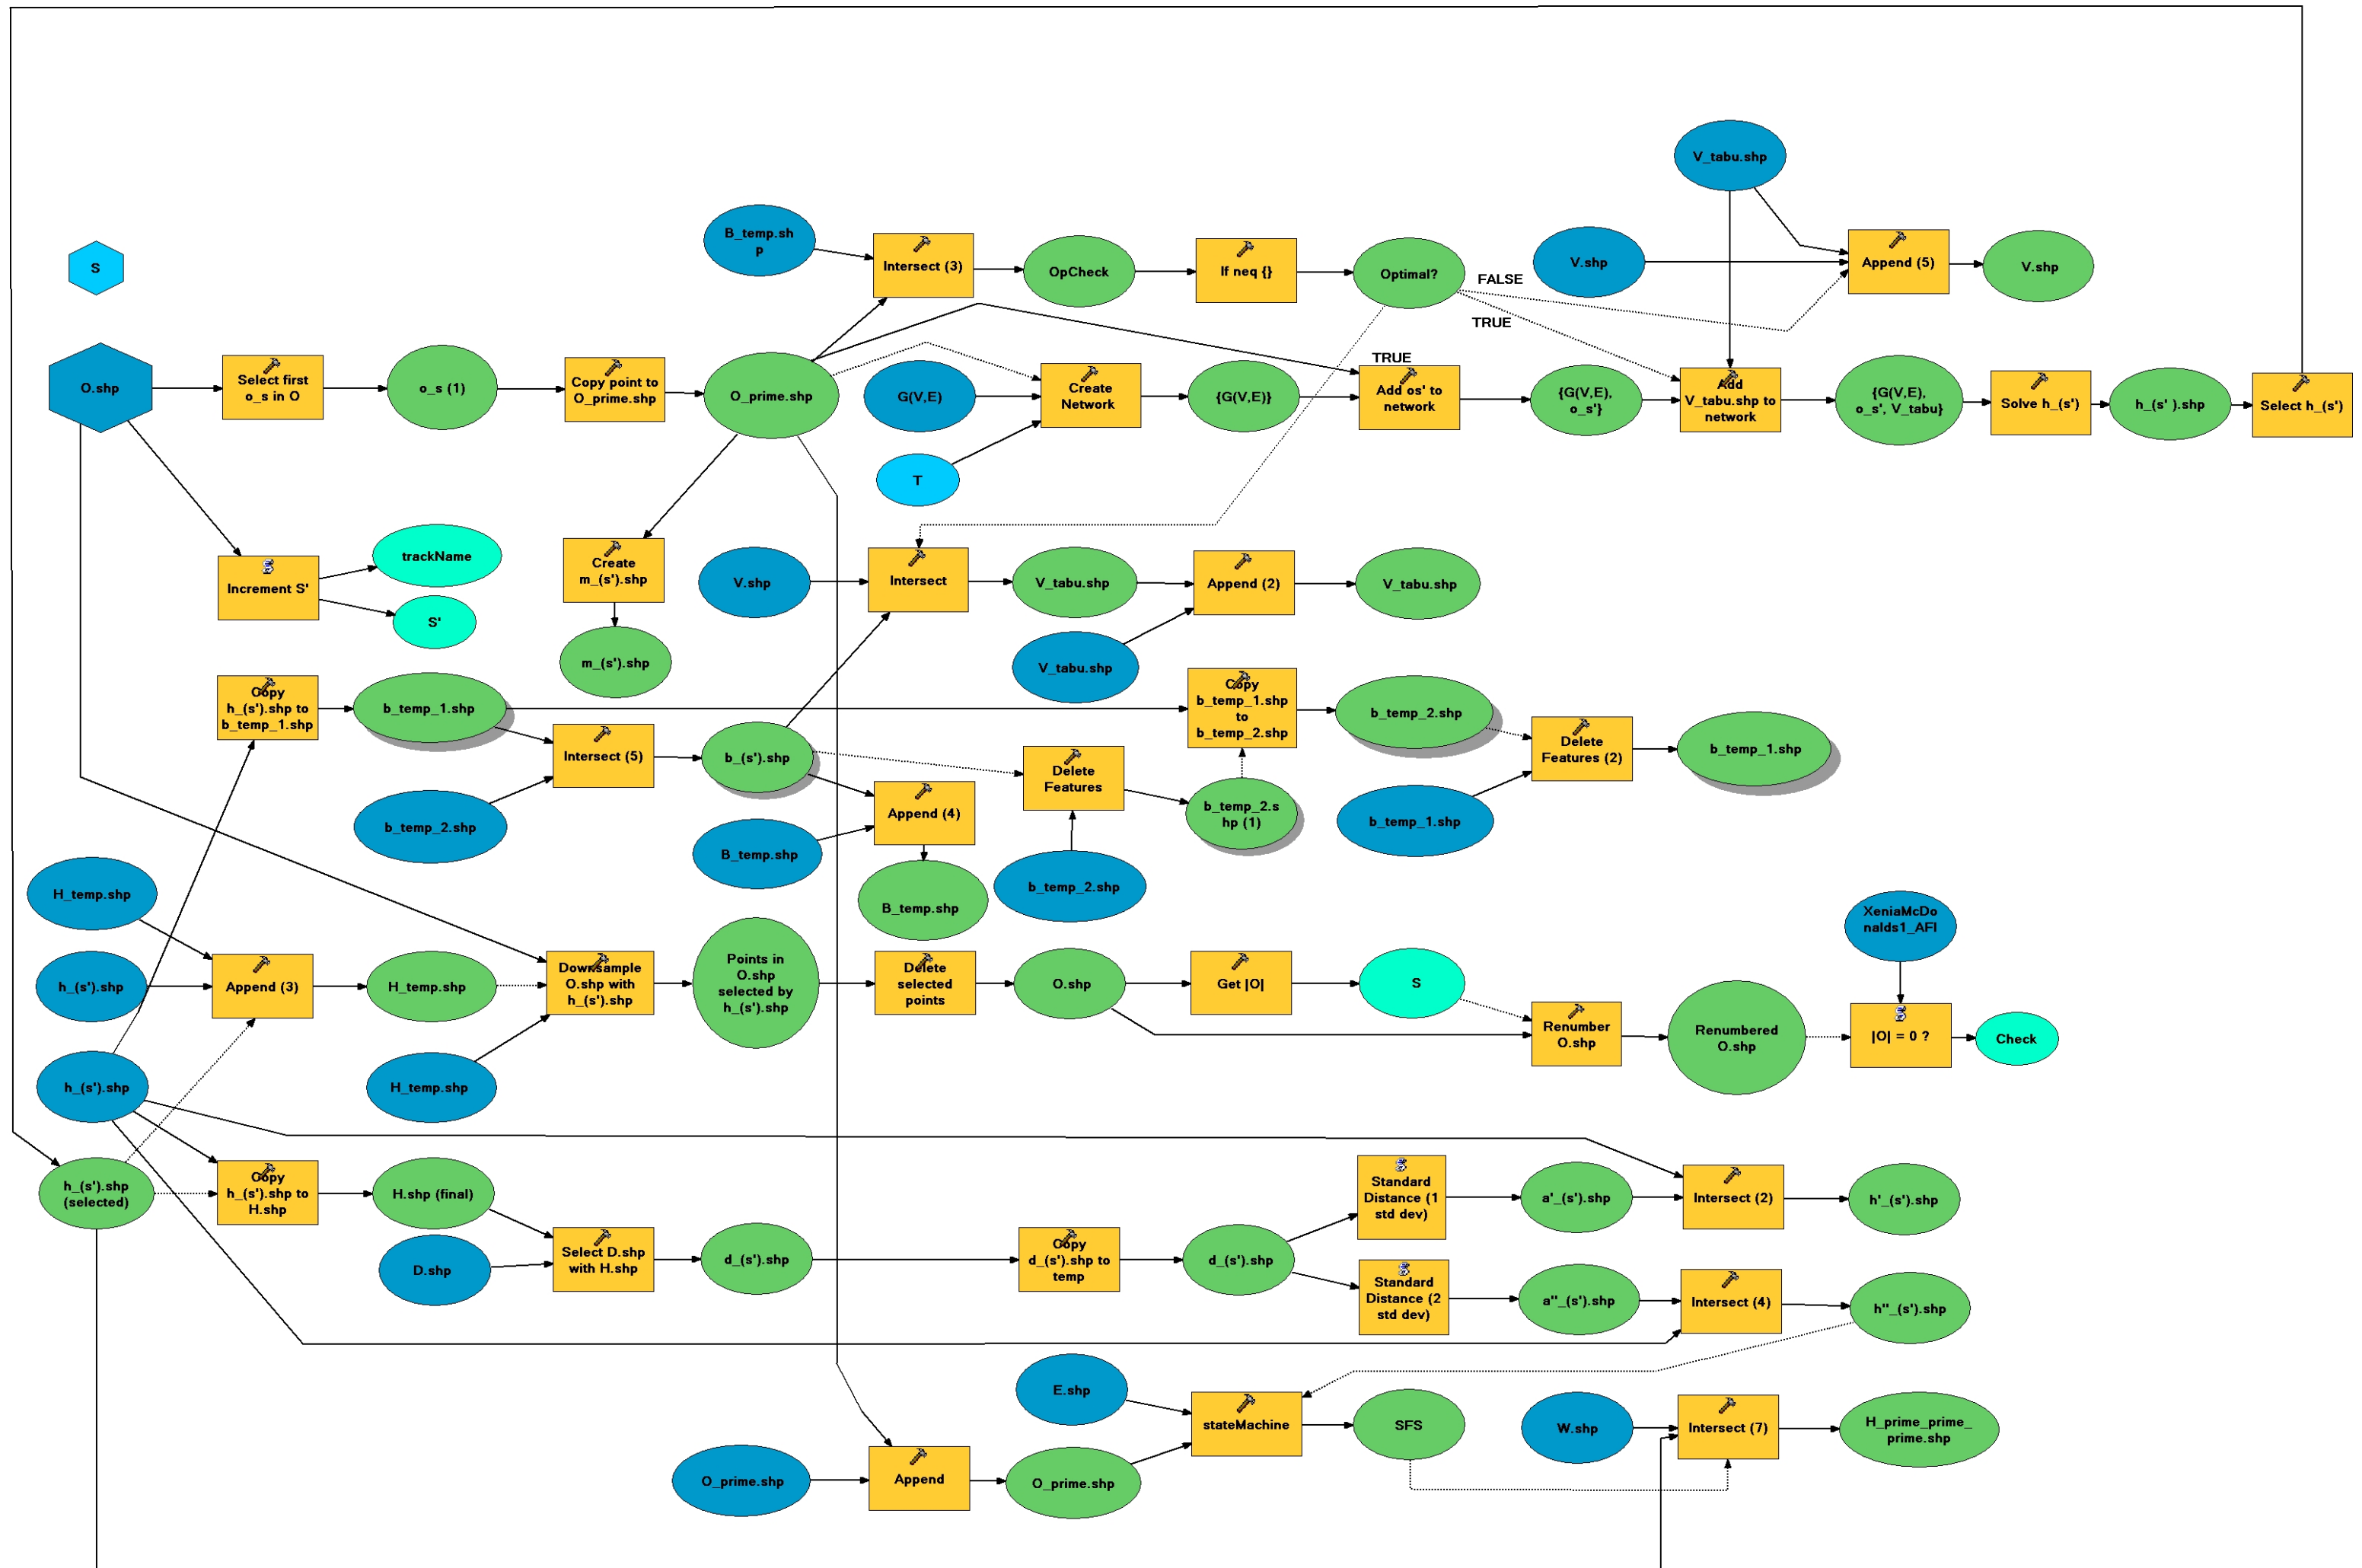 V_tabu.shp
B_temp.sh
p
Intersect (3)
OpCheck
If neq {}
Optimal?
FALSE
TRUE
V.shp
Append (5)
V.shp
S
O.shp
Select first
o_s in O
o_s (1)
Copy point to
O_prime.shp
O_prime.shp
G(V,E)
Create
Network
{G(V,E)}
TRUE
Add os' to
network
{G(V,E),
o_s'}
Add
V_tabu.shp to
network
{G(V,E),
o_s', V_tabu}
Solve h_(s')
h_(s' ).shp
Select h_(s')
T
Increment S'
trackName
S'
Create
m_(s').shp
m_(s').shp
V.shp
Intersect
V_tabu.shp
Append (2)
V_tabu.shp
V_tabu.shp
Copy
h_(s').shp to
b_temp_1.shp
b_temp_1.shp
Intersect (5)
b_temp_2.shp
b_(s').shp
Append (4)
B_temp.shp
B_temp.shp
Delete
Features
b_temp_2.shp
b_temp_2.s
hp (1)
Copy
b_temp_1.shp
to
b_temp_2.shp
b_temp_2.shp
b_temp_1.shp
Delete
Features (2)
b_temp_1.shp
H_temp.shp
h_(s').shp
Append (3)
H_temp.shp
H_temp.shp
Downsample
O.shp with
h_(s').shp
Points in
O.shp
selected by
h_(s').shp
Delete
selected
points
O.shp
Get |O|
S
Renumber
O.shp
Renumbered
O.shp
XeniaMcDo
nalds1_AFI
|O| = 0 ?
Check
h_(s').shp
h_(s').shp
(selected)
Copy
h_(s').shp to
H.shp
H.shp (final)
D.shp
Select D.shp
with H.shp
d_(s').shp
Copy
d_(s').shp to
temp
d_(s').shp
Standard
Distance (1
std dev)
a'_(s').shp
Intersect (2)
h'_(s').shp
Standard
Distance (2
std dev)
a"_(s').shp
Intersect (4)
h"_(s').shp
E.shp
stateMachine
SFS
W.shp
Intersect (7)
H_prime_prime_
prime.shp
O_prime.shp
Append
O_prime.shp